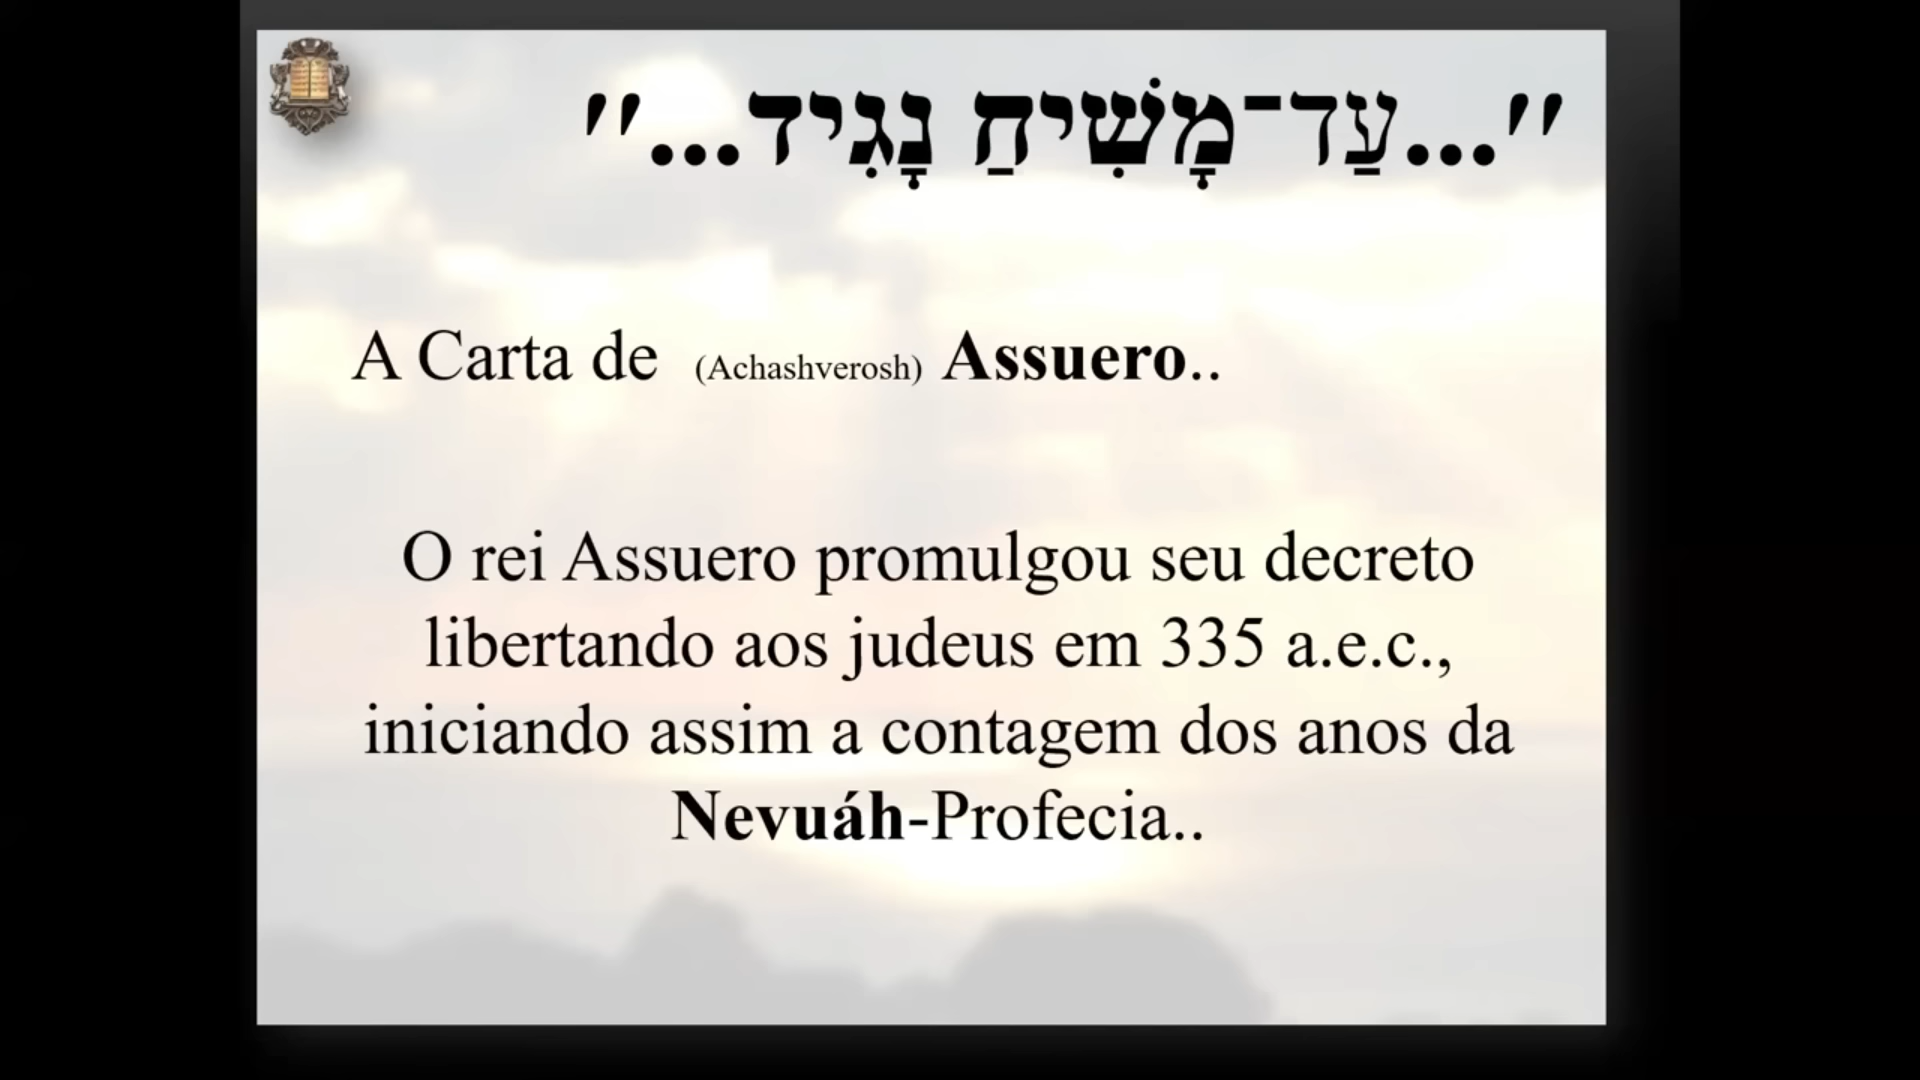 "...עַד־מָשִׁיחַ נָגִיד..."
A Carta de (Achashverosh) Assuero..
O rei Assuero promulgou seu decreto
libertando aos judeus em 335 a.e.c.,
iniciando assim a contagem dos anos da
Nevuáh-Profecia..